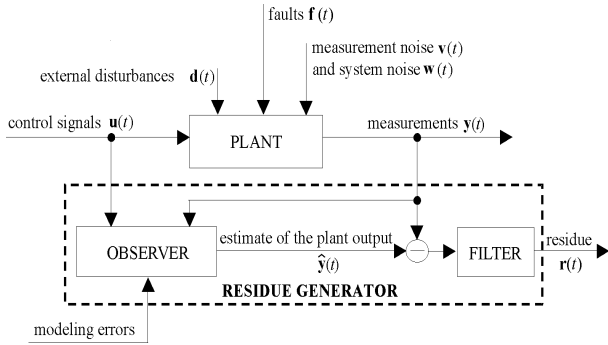 faults f (t)
measurement noise v(t)
and system noise w(t)
external disturbances d(t)
control signals u(t)
PLANT
measurements y(t)
OBSERVER
estimate of the plant output
ŷ(t)
FILTER
residue
r(t)
RESIDUE GENERATOR
modeling errors